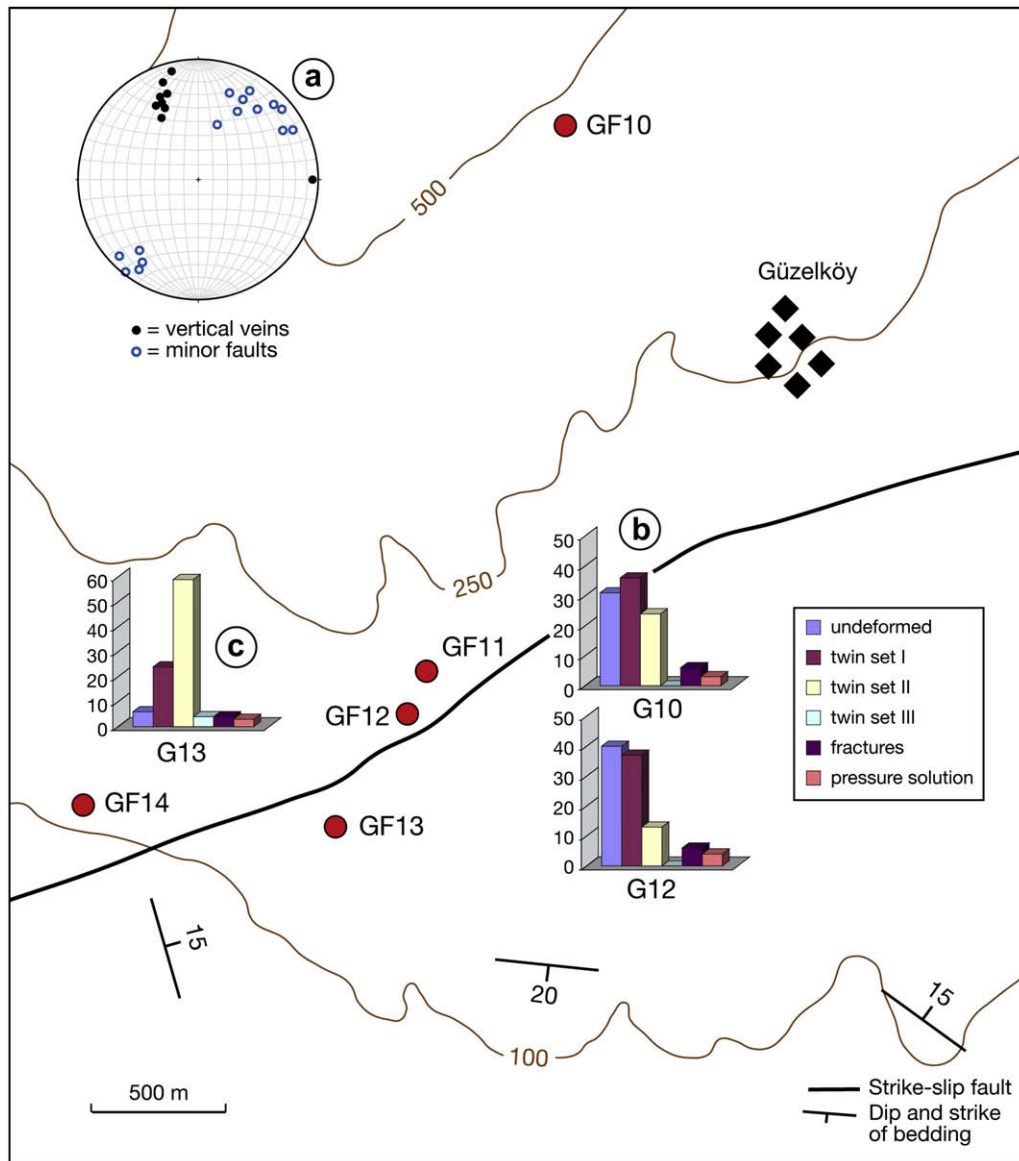 a
GF10
500
= vertical veins
= minor faults
Güzelköy
b
50
40
30
20
10
0
G10
250
60
50
40
30
20
10
0
c
G13
GF11
GF12
GF13
GF14
undeformed
twin set I
twin set II
twin set III
fractures
pressure solution
50
40
30
20
10
0
G12
15
20
15
100
500 m
Strike-slip fault
Dip and strike
of bedding